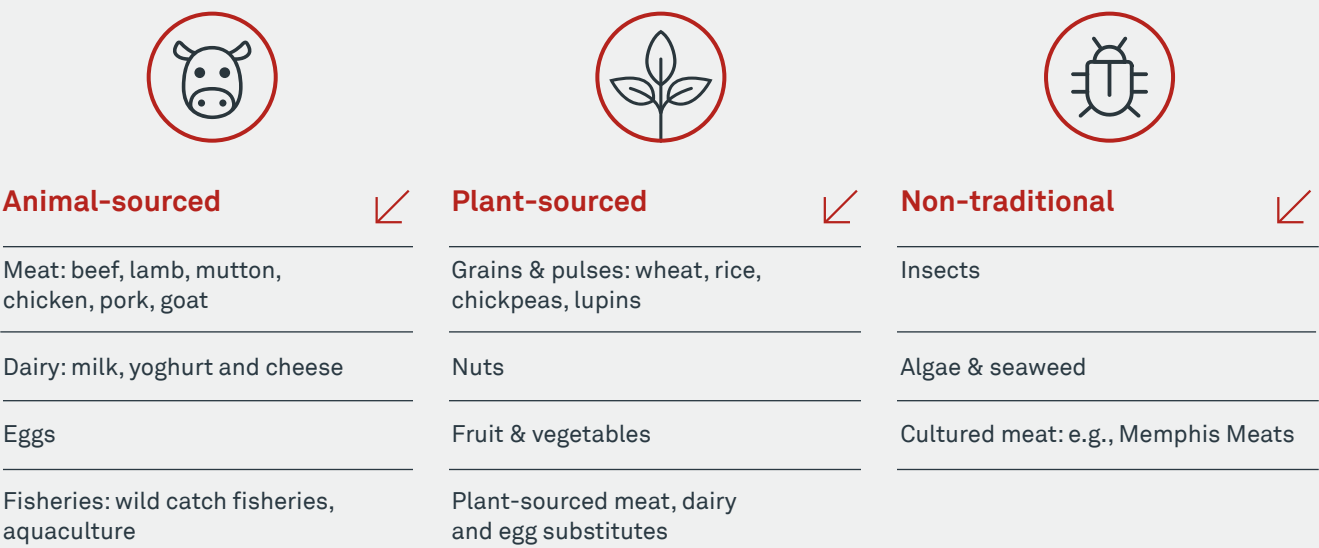 Animal-sourced
Meat: beef, lamb, mutton,
chicken, pork, goat
Dairy: milk, yoghurt and cheese
Eggs
Fisheries: wild catch fisheries,
aquaculture
Plant-sourced
Grains & pulses: wheat, rice,
chickpeas, lupins
Nuts
Fruit & vegetables
Plant-sourced meat, dairy
and egg substitutes
Non-traditional
Insects
Algae & seaweed
Cultured meat: e.g., Memphis Meats